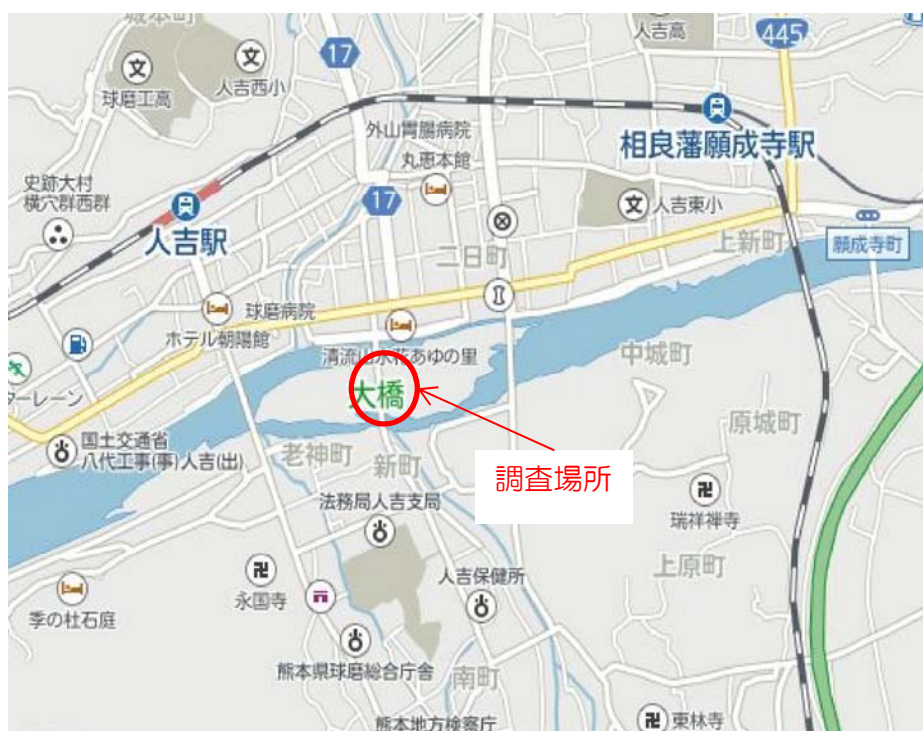 城本町
人吉高
445
17
文
球磨工高
文
人吉西小
外山胃腸病院
相良藩願成寺駅
丸恵本館
史跡大村
横穴群西群
人吉駅
17
文
人吉東小
二日町
上新町
願成寺町
球磨病院
ホテル朝陽館
清流山水花あゆの里
中城町
ターレーン
大橋
原城町
国土交通省
八代工事(事)人吉(出)
老神町
新町
調査場所
法務局人吉支局
瑞祥禅寺
上原町
人吉保健所
永国寺
季の杜石庭
熊本県球磨総合庁舎
南町
熊本地方検察庁
東林寺